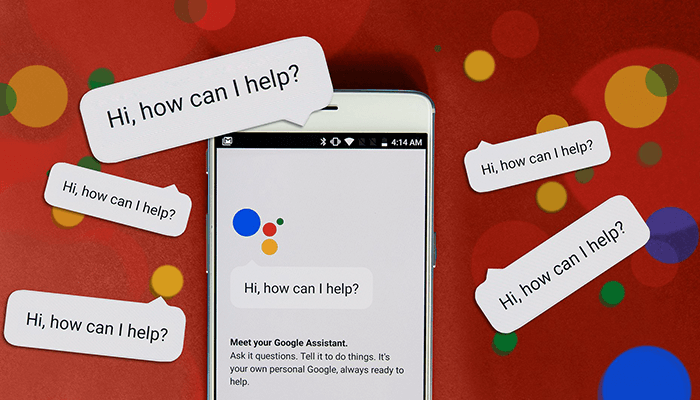 Hi, how can I help?
4:14 AM
Hi, how can I help?
Hi, how can I help?
Hi, how can I help?
Hi, how can I help?
Hi, how can I help?
Meet your Google Assistant.
Ask it questions. Tell it to do things. It's
your own personal Google, always ready to
help.